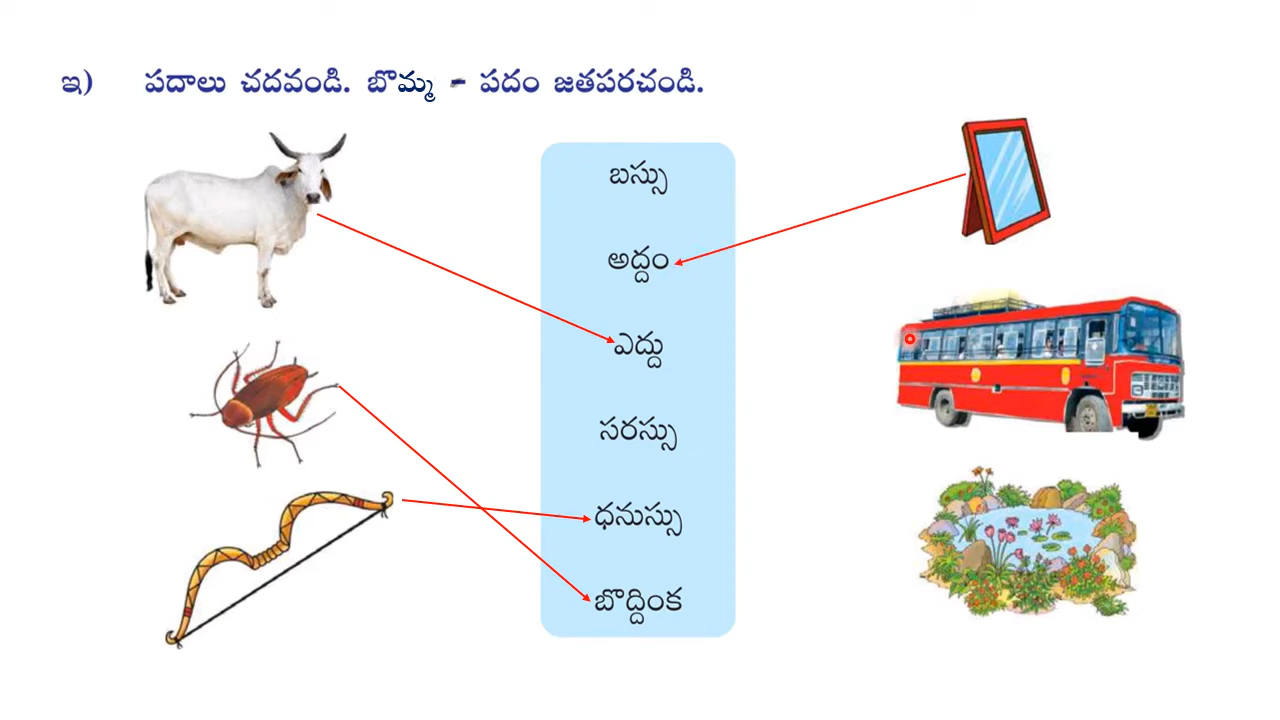 ఇ) పదాలు చదవండి. బొమ్మ - పదం జతపరచండి.
బస్సు
అద్దం
ఎద్దు
సరస్సు
ధనుస్సు
బొద్దింక